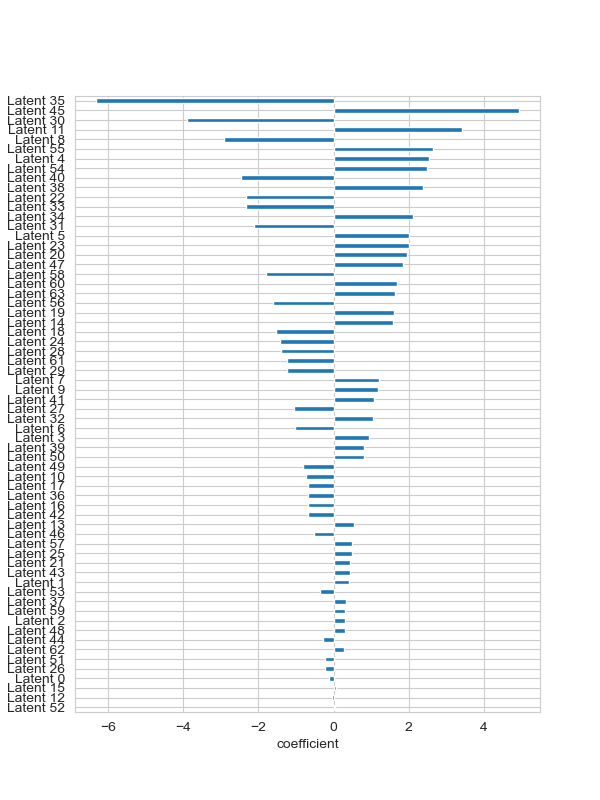 Latent 35
Latent 45
Latent 30
Latent 11
Latent 8
Latent 55
Latent 4
Latent 54
Latent 40
Latent 38
Latent 22
Latent 33
Latent 34
Latent 31
Latent 5
Latent 23
Latent 20
Latent 47
Latent 58
Latent 60
Latent 63
Latent 56
Latent 19
Latent 14
Latent 18
Latent 24
Latent 28
Latent 61
Latent 29
Latent 7
Latent 9
Latent 41
Latent 27
Latent 32
Latent 6
Latent 3
Latent 39
Latent 50
Latent 49
Latent 10
Latent 17
Latent 36
Latent 16
Latent 42
Latent 13
Latent 46
Latent 57
Latent 25
Latent 21
Latent 43
Latent 1
Latent 53
Latent 37
Latent 59
Latent 2
Latent 48
Latent 44
Latent 62
Latent 51
Latent 26
Latent 0
Latent 15
Latent 12
Latent 52
−6 −4 −2 0 2 4
coefficient